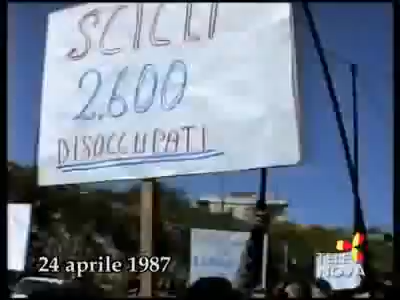 SCICLI
2.600
DISOCCUPATI
24 aprile 1987
TELE
NOVA